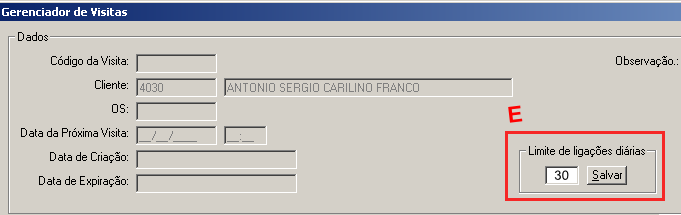 Gerenciador de Visitas
Dados
Código da Visita:
Observação.:
Cliente: 4030 ANTONIO SERGIO CARILINO FRANCO
OS:
E
Data da Próxima Visita: __/__/____ __:__
Data de Criação:
Limite de ligações diárias
30 Salvar
Data de Expiração: